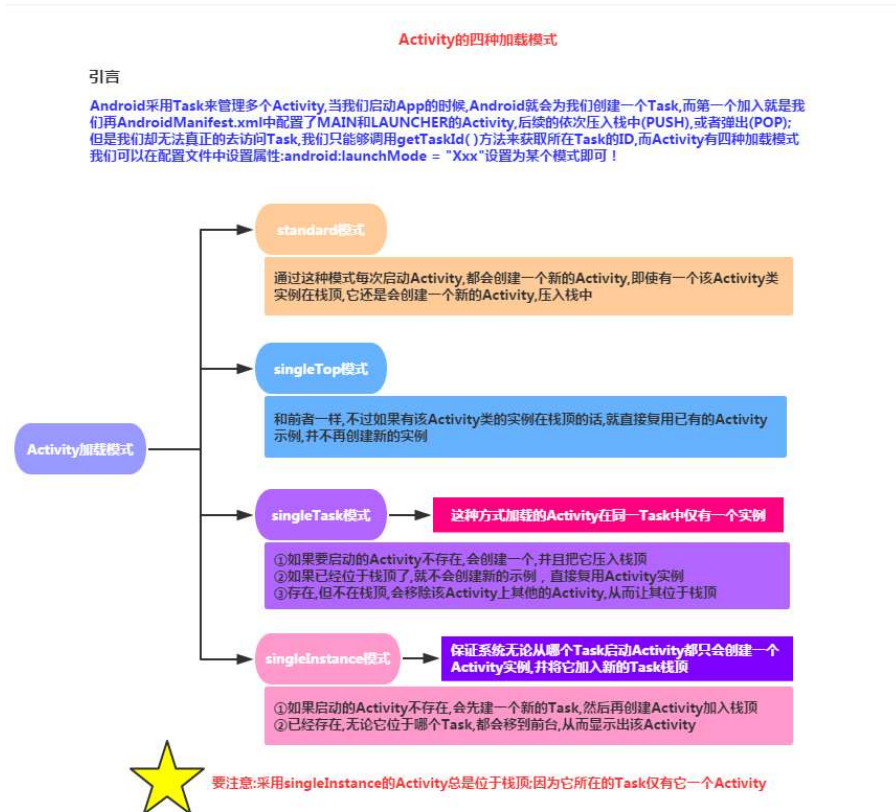 Activity的四种加载模式
引言
Android采用Task来管理多个Activity,当我们启动App的时候,Android就会为我们创建一个Task,而第一个加入就是我
们再AndroidManifest.xml中配置了MAIN和LAUNCHER的Activity,后续的依次压入栈中(PUSH),或者弹出(POP);
但是我们却无法真正的去访问Task,我们只能够调用getTaskId( )方法来获取所在Task的ID,而Activity有四种加载模式
我们可以在配置文件中设置属性:android:launchMode = "Xxx"设置为某个模式即可！
standard模式
通过这种模式每次启动Activity,都会创建一个新的Activity,即使有一个该Activity类
实例在栈顶,它还是会创建一个新的Activity,压入栈中
singleTop模式
和前者一样,不过如果有该Activity类的实例在栈顶的话,就直接复用已有的Activity
示例,并不再创建新的实例
Activity加载模式
singleTask模式
这种方式加载的Activity在同一Task中仅有一个实例
①如果要启动的Activity不存在,会创建一个,并且把它压入栈顶
②如果已经位于栈顶了,就不会创建新的示例，直接复用Activity实例
③存在,但不在栈顶,会移除该Activity上其他的Activity,从而让其位于栈顶
singleInstance模式
保证系统无论从哪个Task启动Activity都只会创建一个
Activity实例,并将它加入新的Task栈顶
①如果启动的Activity不存在,会先建一个新的Task,然后再创建Activity加入栈顶
②已经存在,无论它位于哪个Task,都会移到前台,从而显示出该Activity
要注意:采用singleInstance的Activity总是位于栈顶;因为它所在的Task仅有它一个Activity